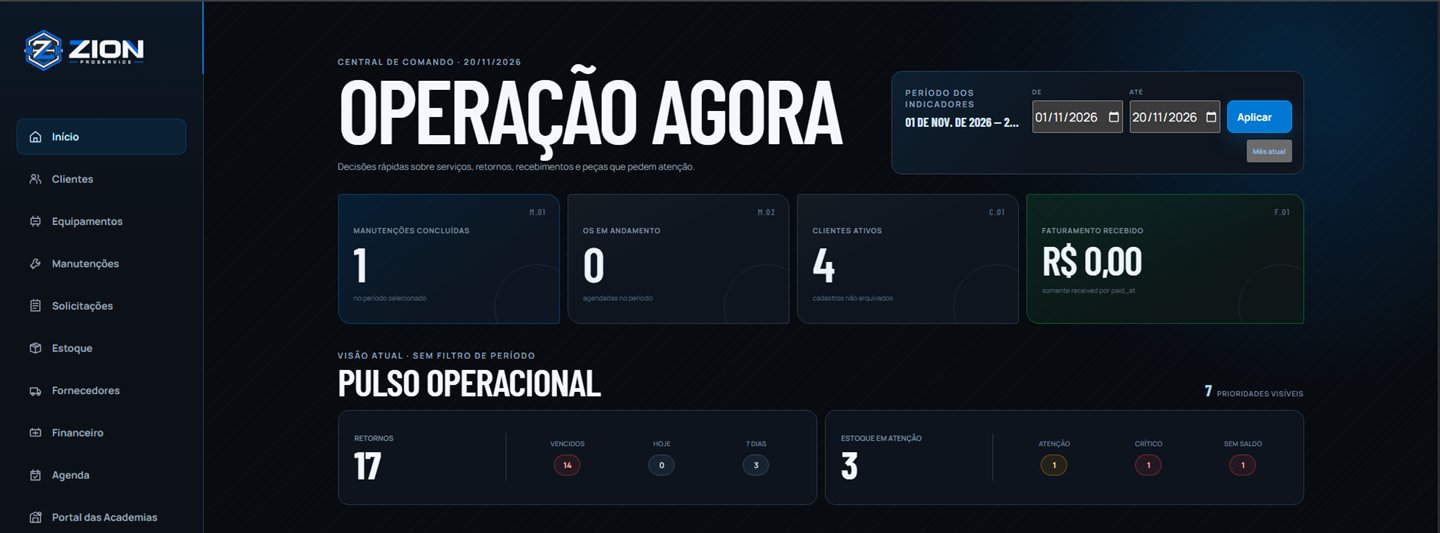 ZION
PROSERVICE
Início
Clientes
Equipamentos
Manutenções
Solicitações
Estoque
Fornecedores
Financeiro
Agenda
Portal das Academias
CENTRAL DE COMANDO · 20/11/2026
OPERAÇÃO AGORA
Decisões rápidas sobre serviços, retornos, recebimentos e peças que pedem atenção.
PERÍODO DOS
INDICADORES
01 DE NOV. DE 2026 – 2...
DE
01/11/2026
ATÉ
20/11/2026
Aplicar
Mês atual
M.01
MANUTENÇÕES CONCLUÍDAS
1
no período selecionado
M.02
OS EM ANDAMENTO
0
agendadas no período
C.01
CLIENTES ATIVOS
4
cadastros não arquivados
F.01
FATURAMENTO RECEBIDO
R$ 0,00
somente received por paid_at
VISÃO ATUAL · SEM FILTRO DE PERÍODO
PULSO OPERACIONAL
7 PRIORIDADES VISÍVEIS
RETORNOS
17
VENCIDOS
14
HOJE
0
7 DIAS
3
ESTOQUE EM ATENÇÃO
3
ATENÇÃO
1
CRÍTICO
1
SEM SALDO
1